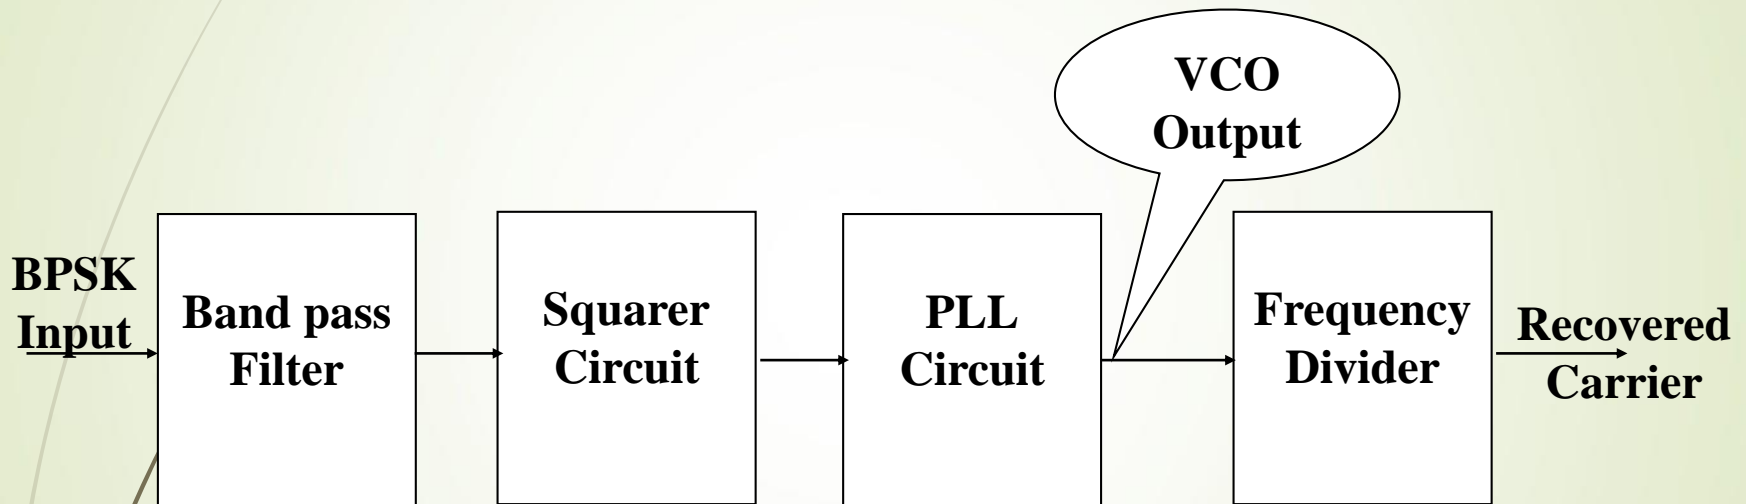 VCO
Output
BPSK
Input
Band pass
Filter
Squarer
Circuit
PLL
Circuit
Frequency
Divider
Recovered
Carrier